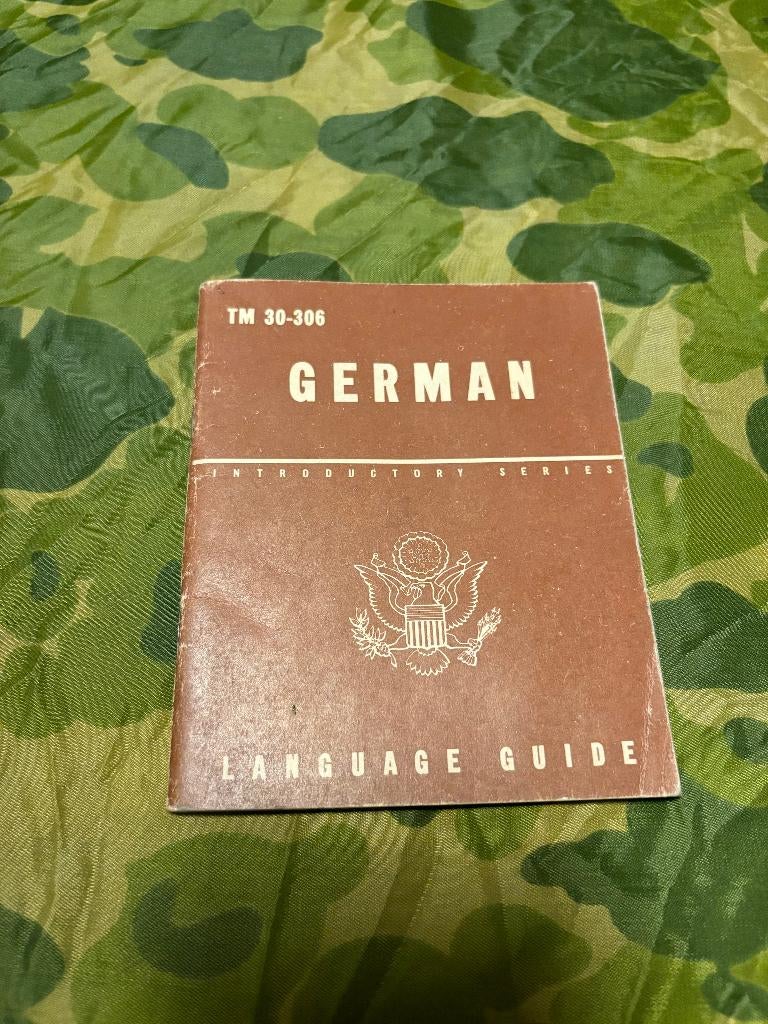 TM 30-306
GERMAN
INTRODUCTORY SERIES
LANGUAGE GUIDE